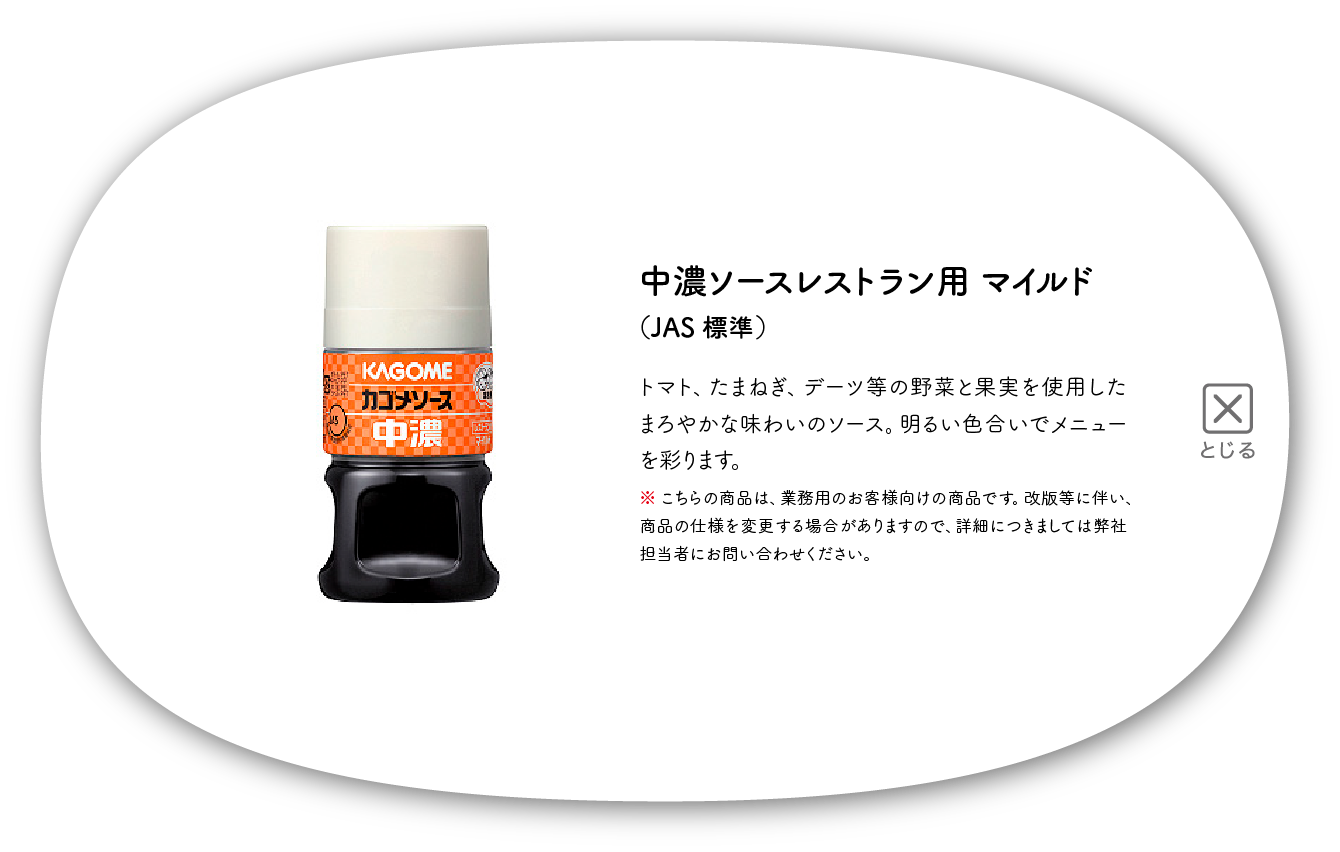 中濃ソースレストラン用 マイルド
（JAS 標準）
トマト、たまねぎ、デーツ等の野菜と果実を使用した
まろやかな味わいのソース。明るい色合いでメニュー
を彩ります。
※ こちらの商品は、業務用のお客様向けの商品です。改版等に伴い、
商品の仕様を変更する場合がありますので、詳細につきましては弊社
担当者にお問い合わせください。
KAGOME
カゴメソース
中濃
とじる